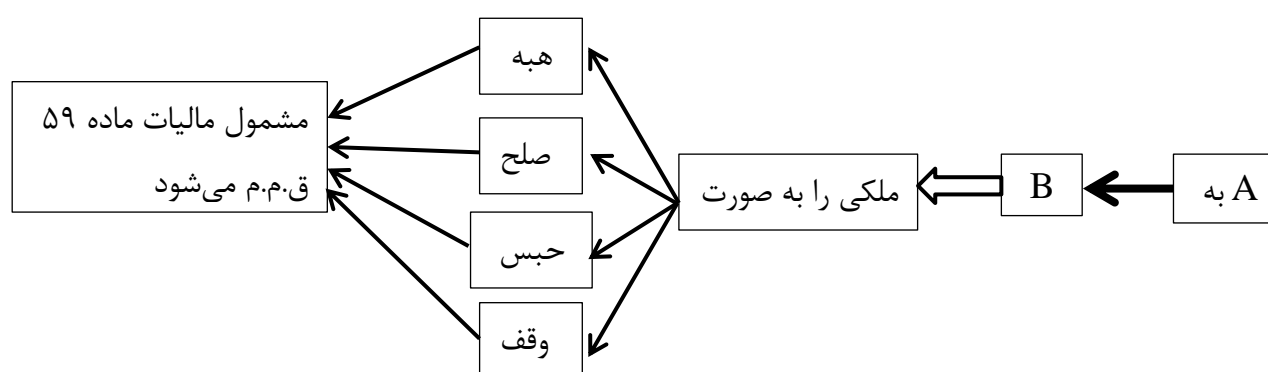 A به
B
ملکی را به صورت
هبه
صلح
حبس
وقف
مشمول مالیات ماده ۵۹
ق.م.م می‌شود